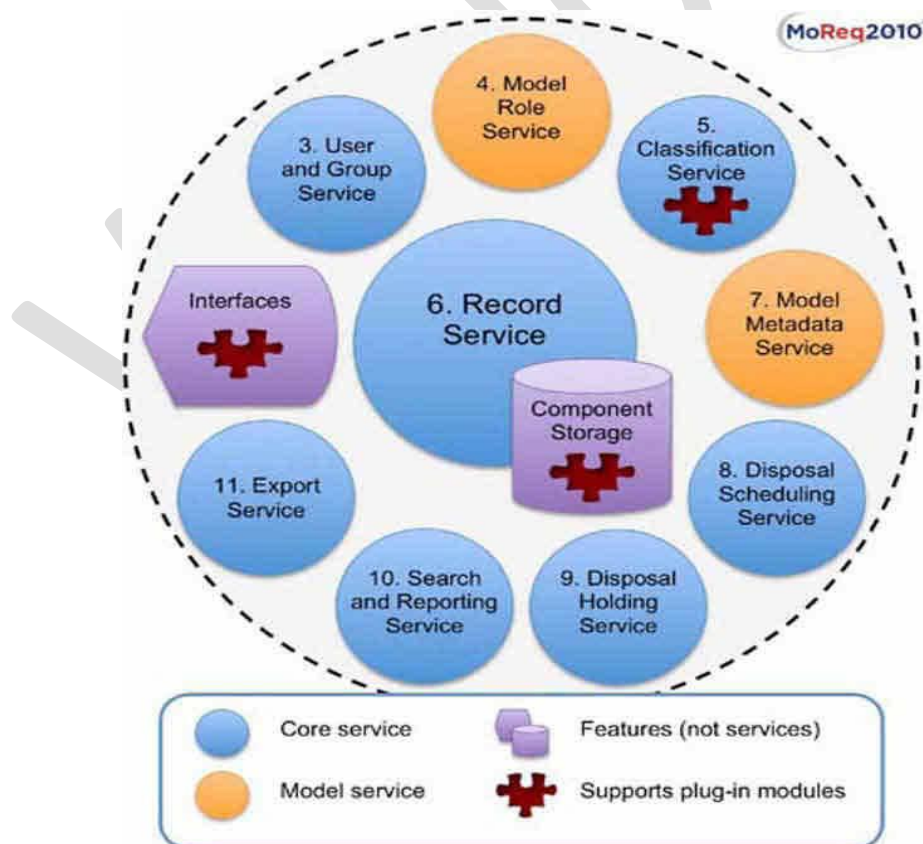 MoReq2010
4. Model
Role
Service
3. User
and Group
Service
5.
Classification
Service
Interfaces
6. Record
Service
7. Model
Metadata
Service
Component
Storage
8. Disposal
Scheduling
Service
11. Export
Service
10. Search
and Reporting
Service
9. Disposal
Holding
Service
Core service
Features (not services)
Model service
Supports plug-in modules